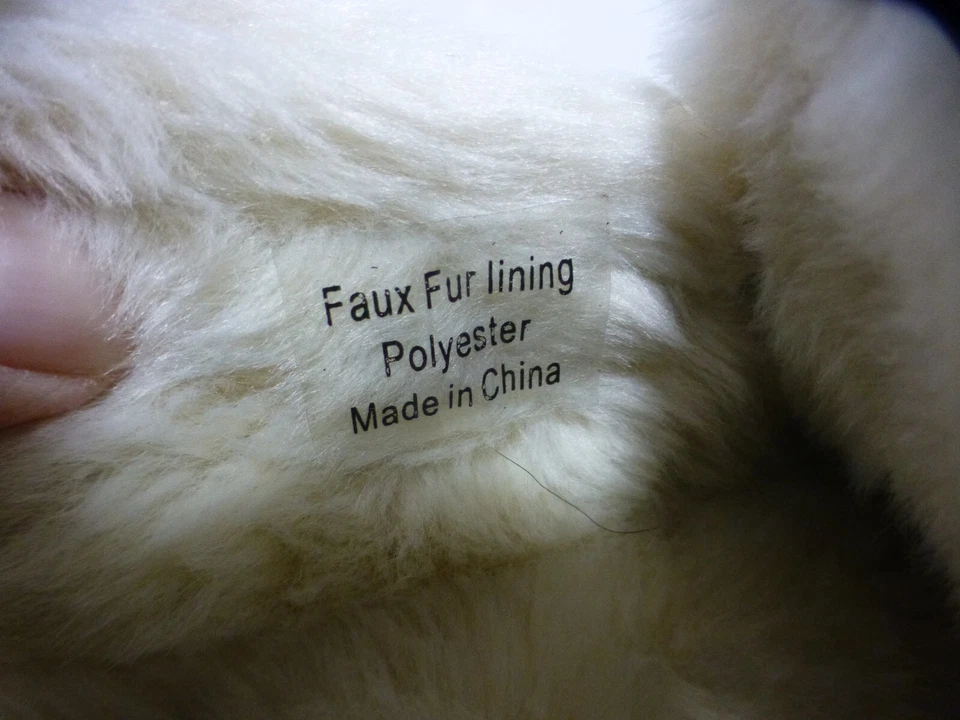 Faux Fur lining
Polyester
Made in China